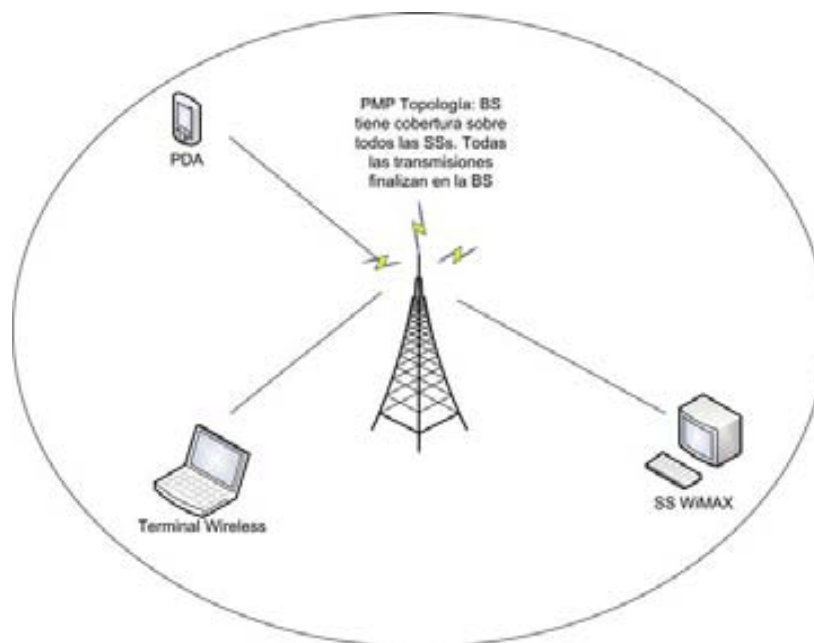 PMP Topología: BS
tiene cobertura sobre
todos las SSs. Todas
las transmisiones
finalizan en la BS
PDA
Terminal Wireless
SS WiMAX